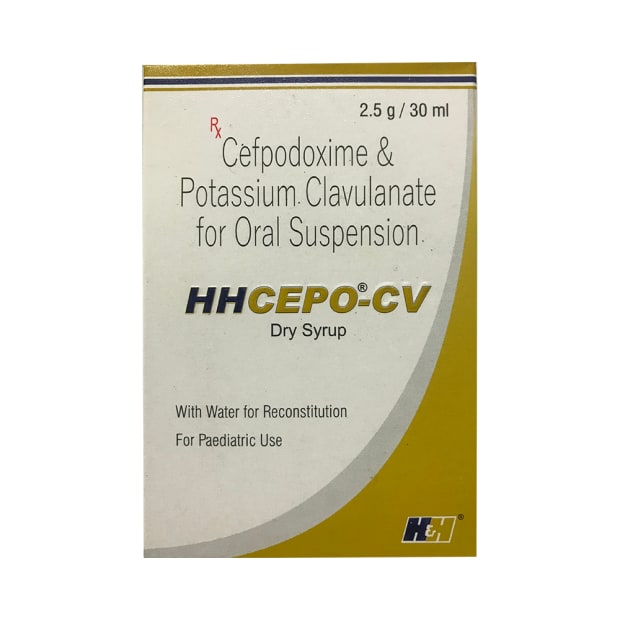 2.5 g / 30 ml
Rx
Cefpodoxime &
Potassium Clavulanate
for Oral Suspension
HHCEPO®-CV
Dry Syrup
With Water for Reconstitution
For Paediatric Use
H&H®